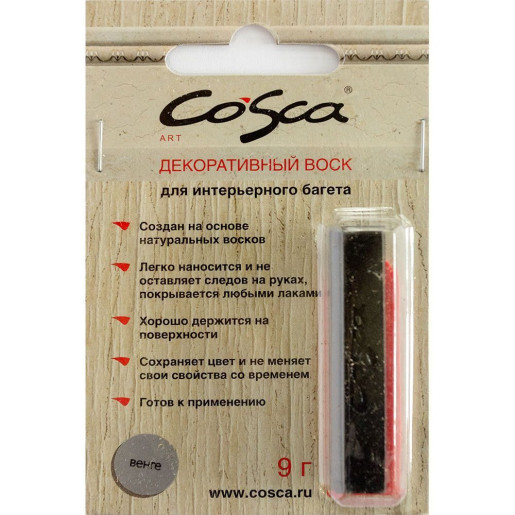 Cosca®
ART
ДЕКОРАТИВНЫЙ ВОСК
для интерьерного багета
Создан на основе
натуральных восков
Легко наносится и не
оставляет следов на руках,
покрывается любыми лаками
Хорошо держится на
поверхности
Сохраняет цвет и не меняет
свои свойства со временем
Готов к применению
венге
9 г
www.cosca.ru